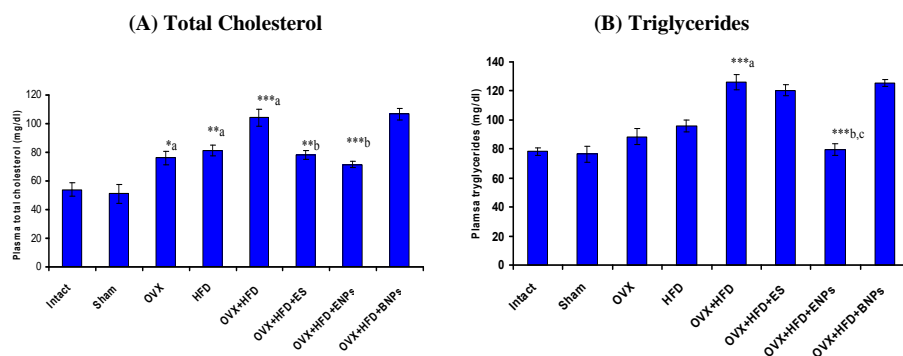 (A) Total Cholesterol
Plasma total cholesterol (mg/dl)
120
100
80
60
40
20
0
*a
**a
***a
**b
***b
Intact
Sham
OVX
HFD
OVX+HFD
OVX+HFD+ES
OVX+HFD+ENPs
OVX+HFD+BNPs
(B) Triglycerides
Plamsa tryglycerides (mg/dl)
140
120
100
80
60
40
20
0
***a
***b,c
Intact
Sham
OVX
HFD
OVX+HFD
OVX+HFD+ES
OVX+HFD+ENPs
OVX+HFD+BNPs